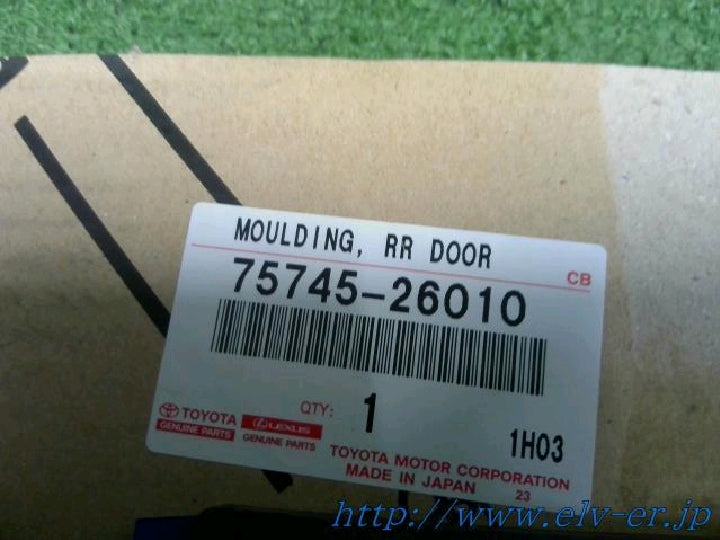 MOULDING, RR DOOR
CB
75745-26010
QTY: 1
1H03
TOYOTA
GENUINE PARTS
LEXUS
GENUINE PARTS
TOYOTA MOTOR CORPORATION
MADE IN JAPAN 23
http://www.elv-er.jp